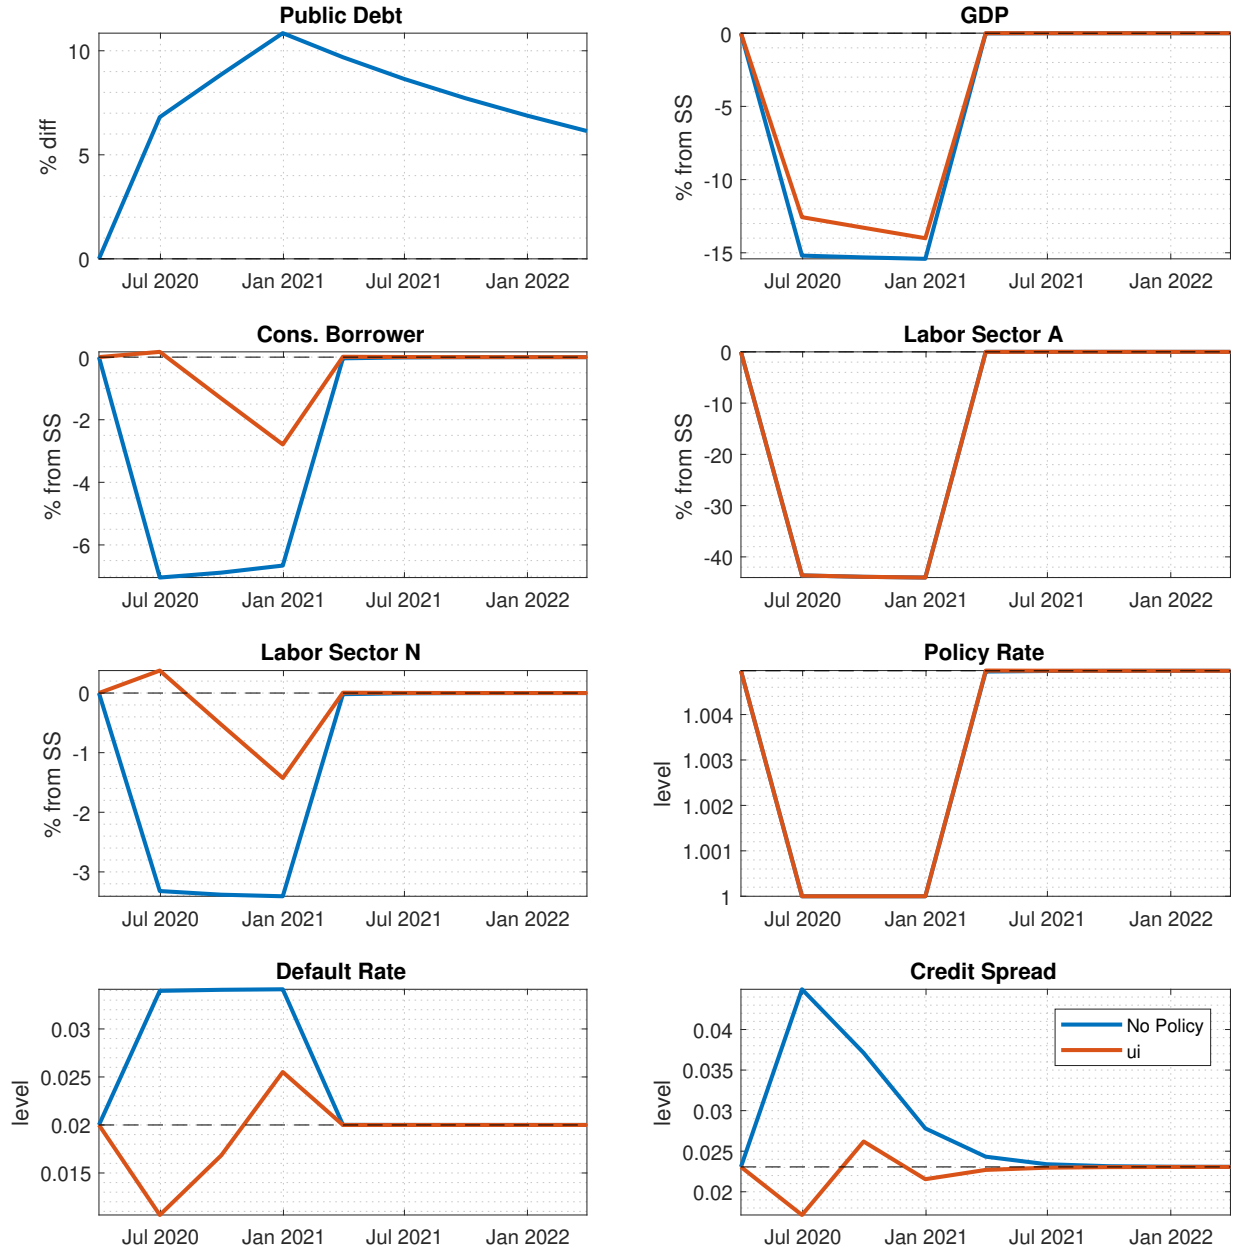 Public Debt
% diff
10
5
0
Jul 2020 Jan 2021 Jul 2021 Jan 2022
GDP
% from SS
0
-5
-10
-15
Jul 2020 Jan 2021 Jul 2021 Jan 2022
Cons. Borrower
% from SS
0
-2
-4
-6
Jul 2020 Jan 2021 Jul 2021 Jan 2022
Labor Sector A
% from SS
0
-10
-20
-30
-40
Jul 2020 Jan 2021 Jul 2021 Jan 2022
Labor Sector N
% from SS
0
-1
-2
-3
Jul 2020 Jan 2021 Jul 2021 Jan 2022
Policy Rate
level
1.004
1.003
1.002
1.001
1
Jul 2020 Jan 2021 Jul 2021 Jan 2022
Default Rate
level
0.03
0.025
0.02
0.015
Jul 2020 Jan 2021 Jul 2021 Jan 2022
Credit Spread
level
0.04
0.035
0.03
0.025
0.02
No Policy
ui
Jul 2020 Jan 2021 Jul 2021 Jan 2022